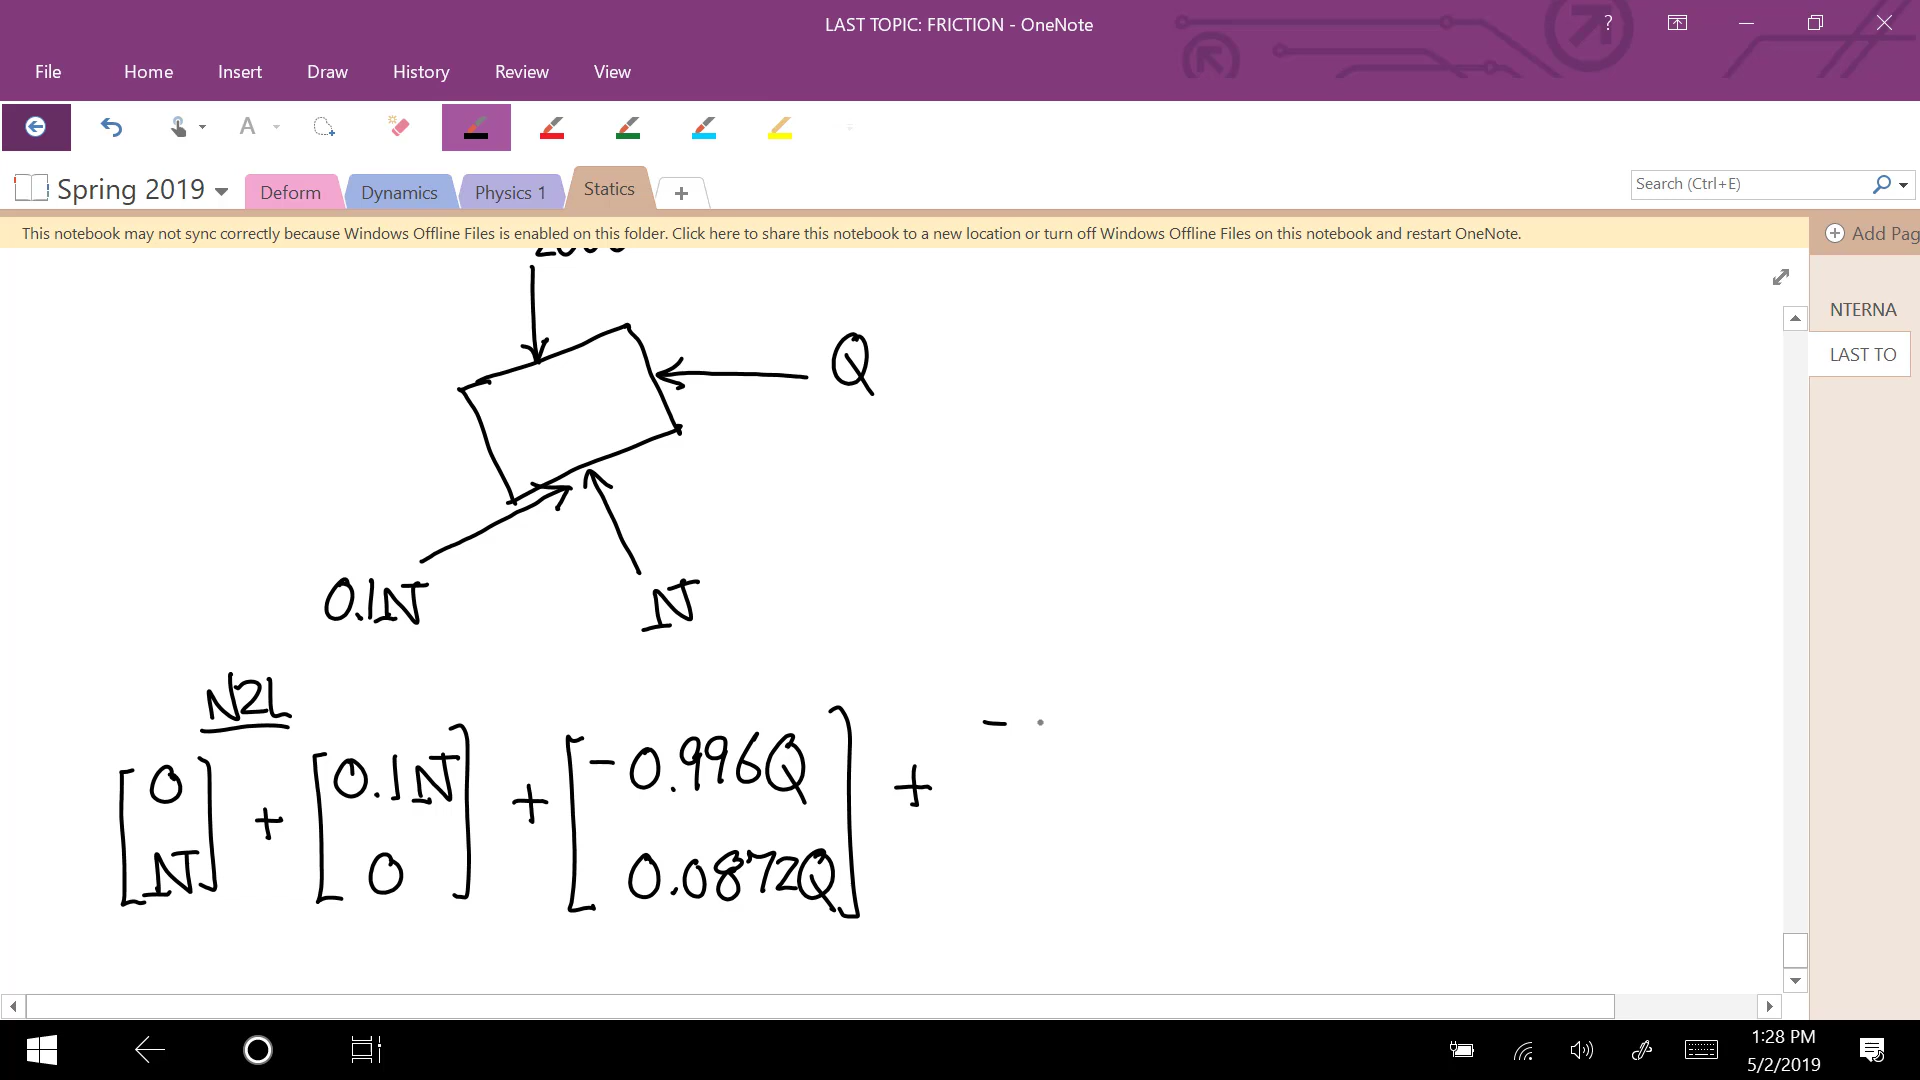 LAST TOPIC: FRICTION - OneNote
?
File Home Insert Draw History Review View
A
Spring 2019 Deform Dynamics Physics 1 Statics + Search (Ctrl+E)
This notebook may not sync correctly because Windows Offline Files is enabled on this folder. Click here to share this notebook to a new location or turn off Windows Offline Files on this notebook and restart OneNote.
Add Pag
NTERNA
LAST TO
Q
0.1N
N
N2L
[0 N] + [0.1N 0] + [-0.996Q 0.0872Q] + -
1:28 PM
5/2/2019